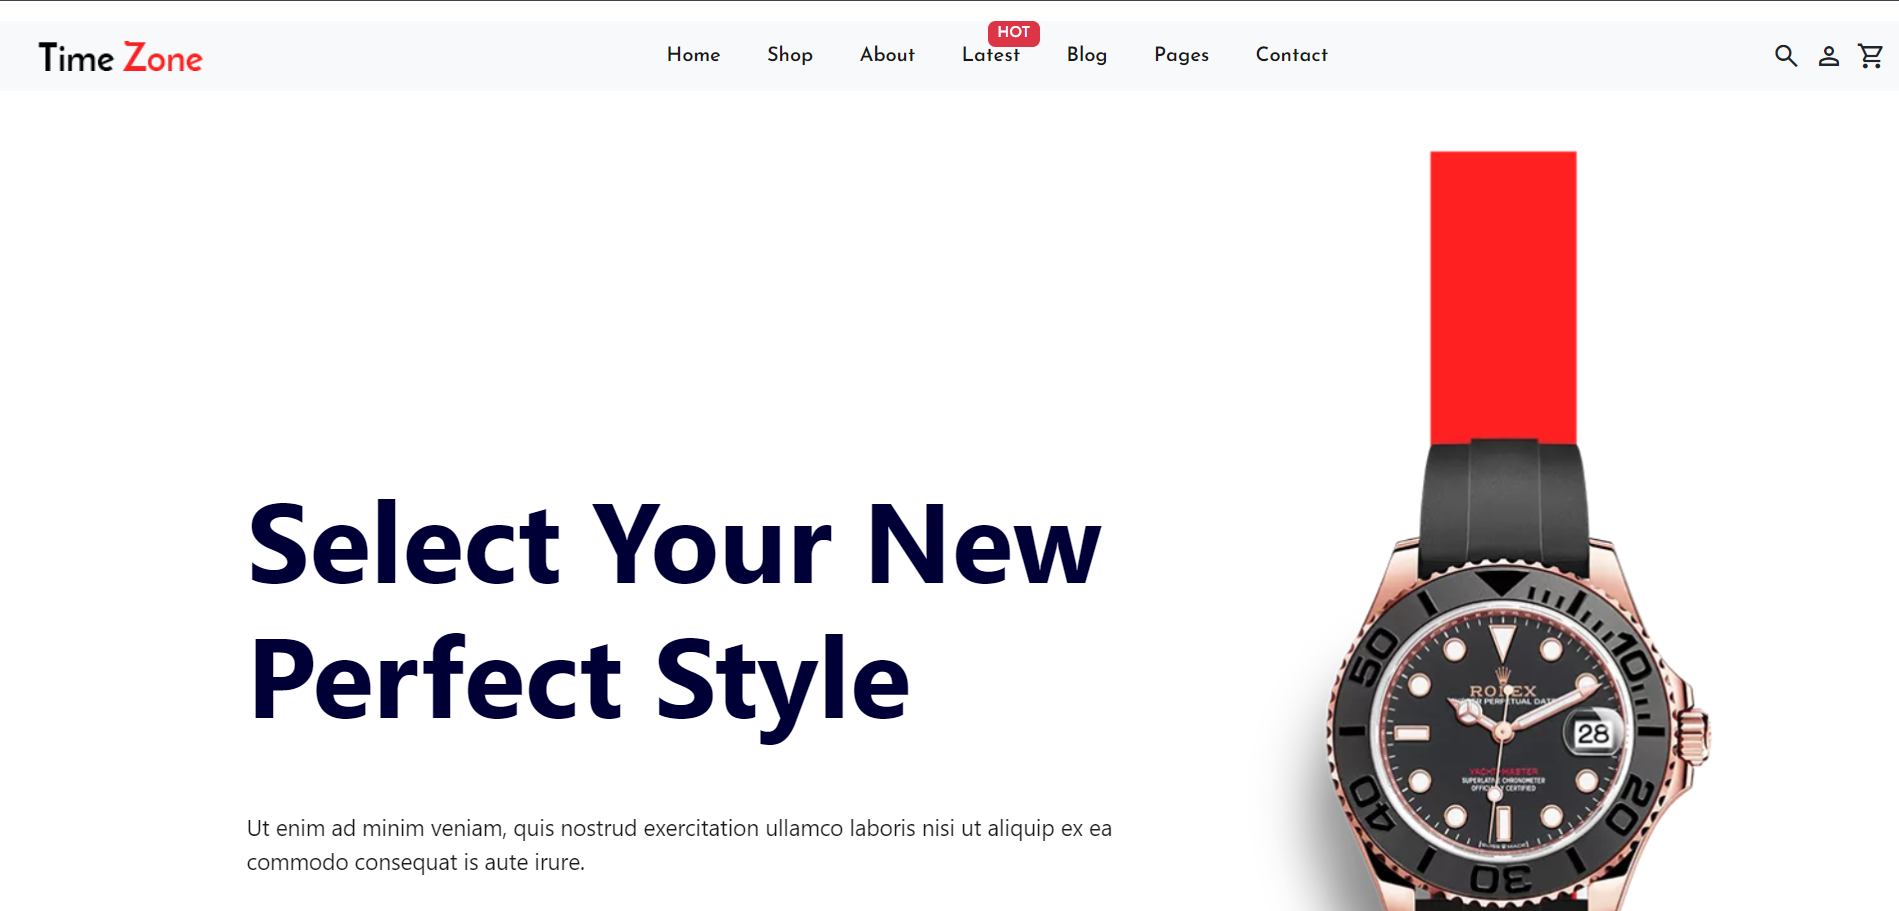 Time Zone
Home Shop About Latest HOT Blog Pages Contact
Select Your New
Perfect Style
Ut enim ad minim veniam, quis nostrud exercitation ullamco laboris nisi ut aliquip ex ea
commodo consequat is aute irure.
50
10
ROLEX
PERPETUAL DATE
28
YACHT-MASTER
SUPERLATIVE CHRONOMETER
OFFICIALLY CERTIFIED
40
20
SWISS MADE
30